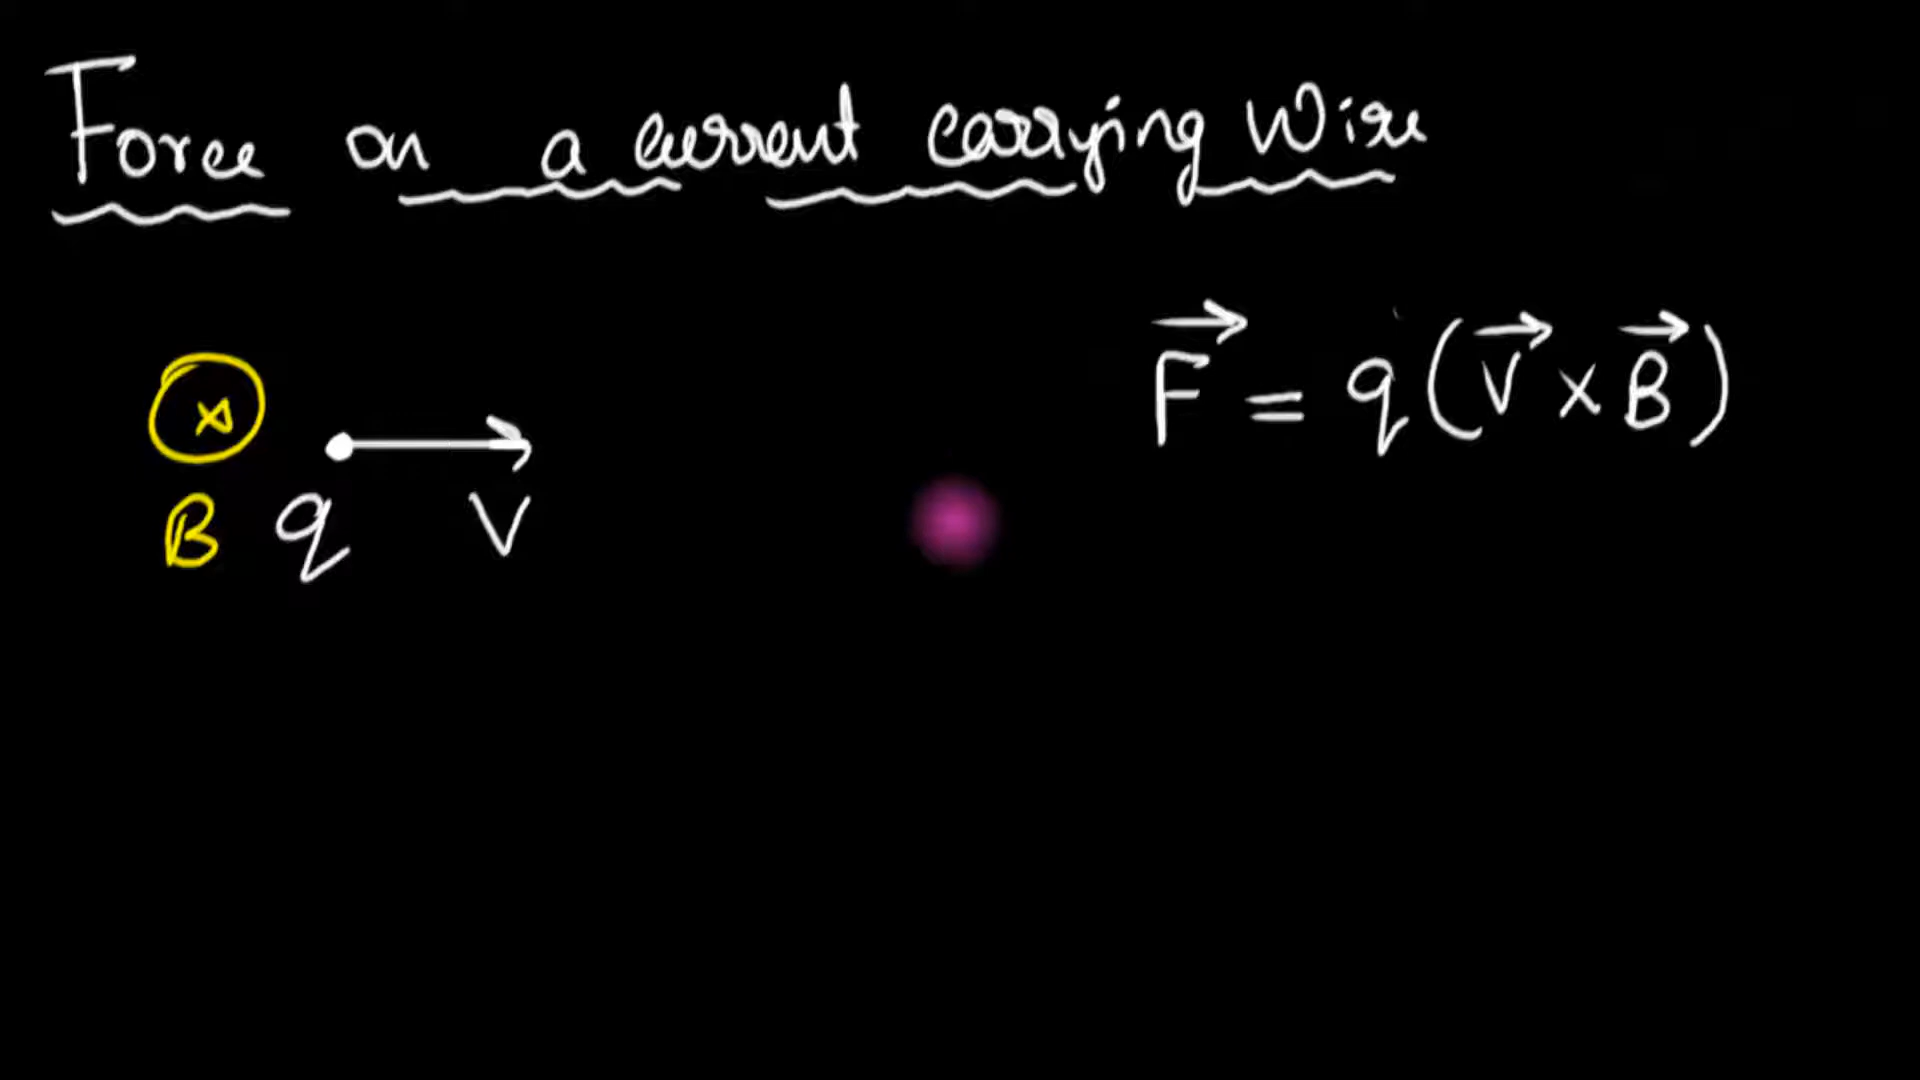 Force on a current carrying wire
F = q(v × B)
B q v